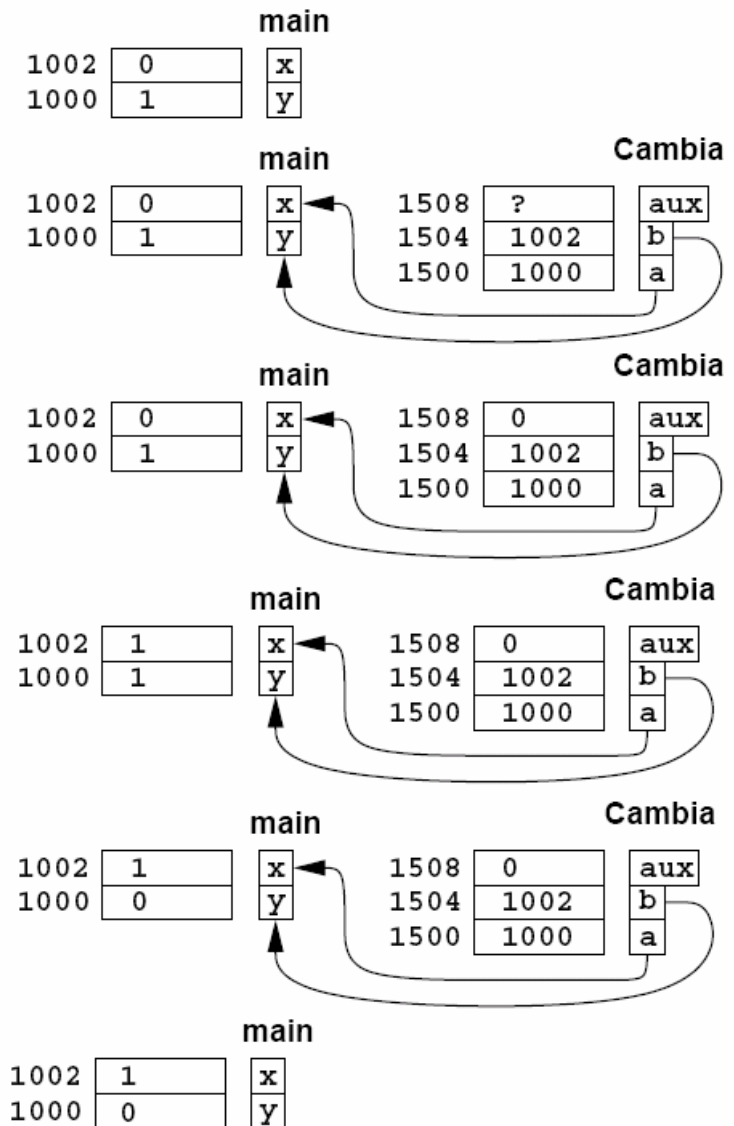 main
1002 0 x
1000 1 y
main Cambia
1002 0 x 1508 ? aux
1000 1 y 1504 1002 b
1500 1000 a
main Cambia
1002 0 x 1508 0 aux
1000 1 y 1504 1002 b
1500 1000 a
main Cambia
1002 1 x 1508 0 aux
1000 1 y 1504 1002 b
1500 1000 a
main Cambia
1002 1 x 1508 0 aux
1000 0 y 1504 1002 b
1500 1000 a
main
1002 1 x
1000 0 y